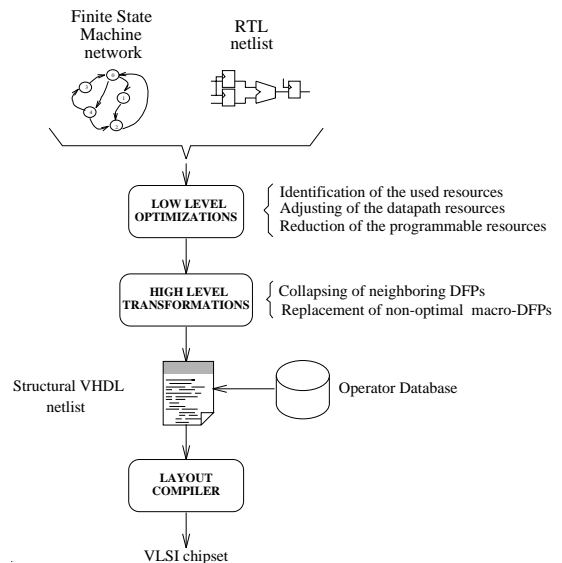 Finite State
Machine
network
RTL
netlist
LOW LEVEL
OPTIMIZATIONS
Identification of the used resources
Adjusting of the datapath resources
Reduction of the programmable resources
HIGH LEVEL
TRANSFORMATIONS
Collapsing of neighboring DFPs
Replacement of non-optimal macro-DFPs
Structural VHDL
netlist
Operator Database
LAYOUT
COMPILER
VLSI chipset